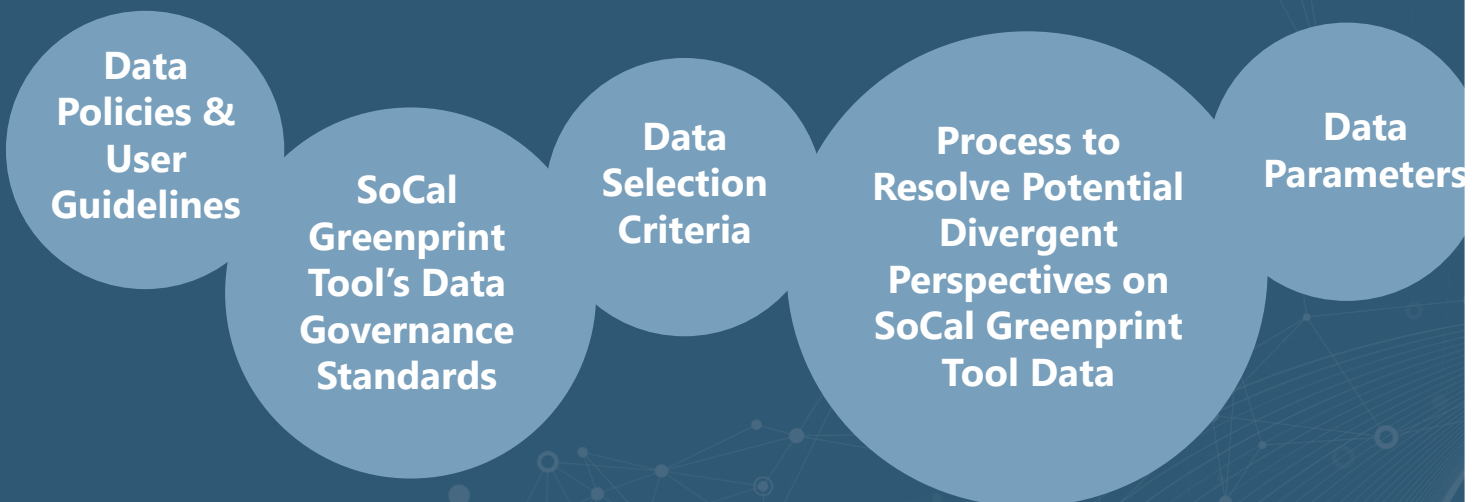 Data
Policies &
User
Guidelines
SoCal
Greenprint
Tool’s Data
Governance
Standards
Data
Selection
Criteria
Process to
Resolve Potential
Divergent
Perspectives on
SoCal Greenprint
Tool Data
Data
Parameters